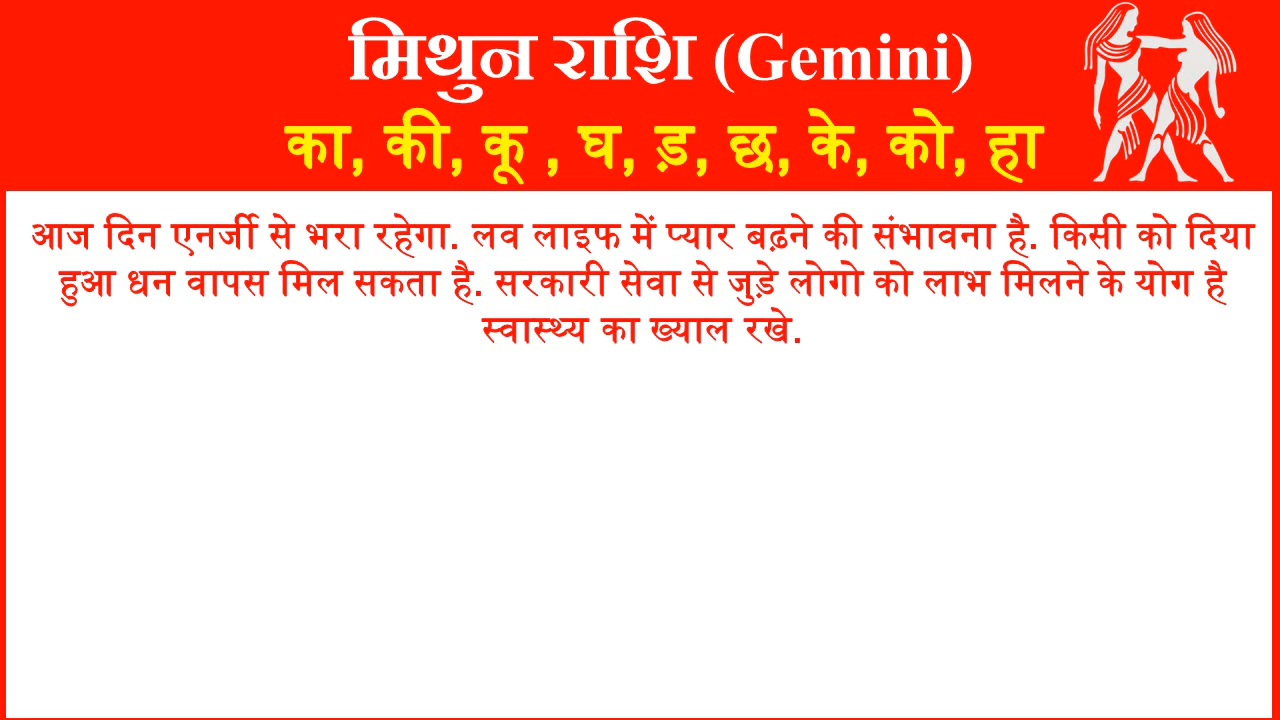 मिथुन राशि (Gemini)
का, की, कू , घ, ड़, छ, के, को, हा
आज दिन एनर्जी से भरा रहेगा. लव लाइफ में प्यार बढ़ने की संभावना है. किसी को दिया
हुआ धन वापस मिल सकता है. सरकारी सेवा से जुड़े लोगो को लाभ मिलने के योग है
स्वास्थ्य का ख्याल रखे.